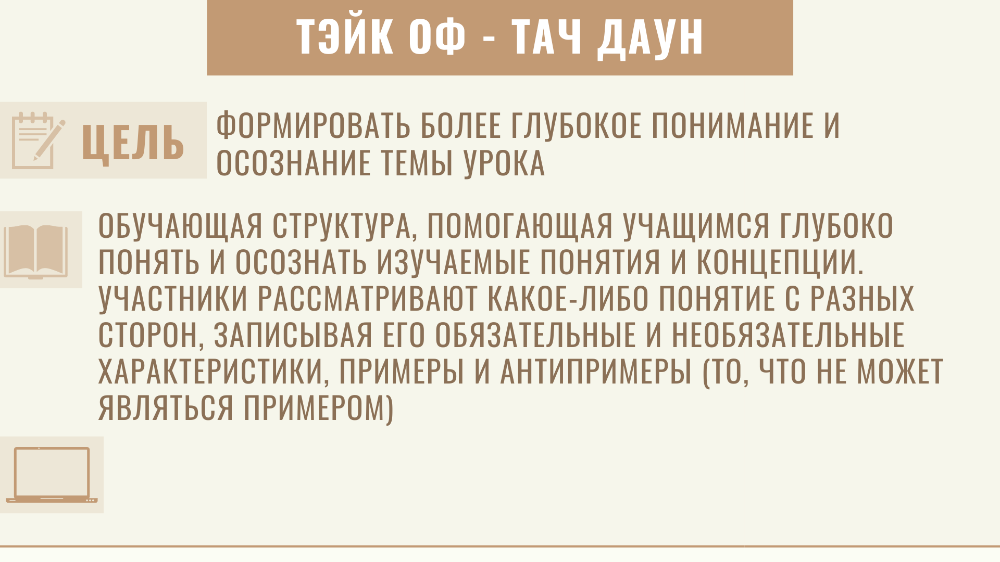 ТЭЙК ОФ - ТАЧ ДАУН
ЦЕЛЬ
ФОРМИРОВАТЬ БОЛЕЕ ГЛУБОКОЕ ПОНИМАНИЕ И
ОСОЗНАНИЕ ТЕМЫ УРОКА
ОБУЧАЮЩАЯ СТРУКТУРА, ПОМОГАЮЩАЯ УЧАЩИМСЯ ГЛУБОКО
ПОНЯТЬ И ОСОЗНАТЬ ИЗУЧАЕМЫЕ ПОНЯТИЯ И КОНЦЕПЦИИ.
УЧАСТНИКИ РАССМАТРИВАЮТ КАКОЕ-ЛИБО ПОНЯТИЕ С РАЗНЫХ
СТОРОН, ЗАПИСЫВАЯ ЕГО ОБЯЗАТЕЛЬНЫЕ И НЕОБЯЗАТЕЛЬНЫЕ
ХАРАКТЕРИСТИКИ, ПРИМЕРЫ И АНТИПРИМЕРЫ (ТО, ЧТО НЕ МОЖЕТ
ЯВЛЯТЬСЯ ПРИМЕРОМ)